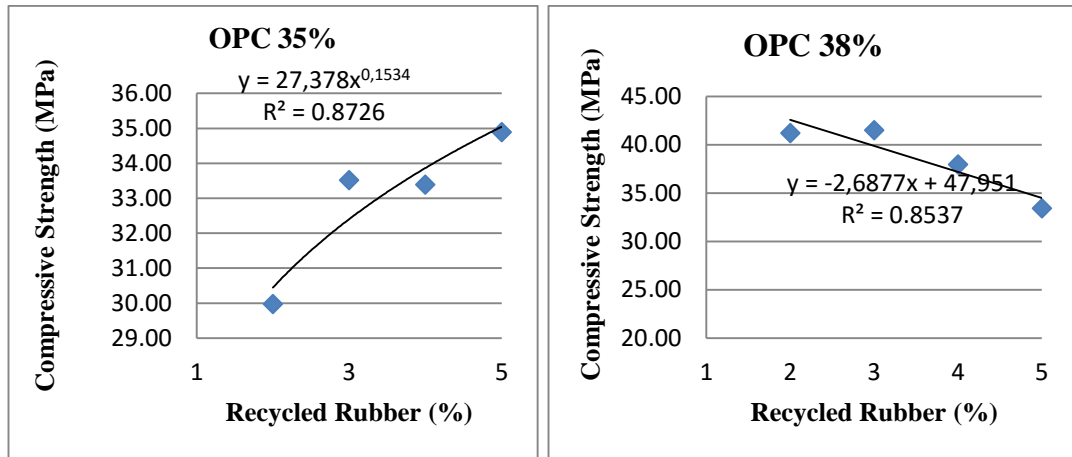 OPC 35%
y = 27,378x^0,1534
R² = 0.8726
Compressive Strength (MPa)
36.00
35.00
34.00
33.00
32.00
31.00
30.00
29.00
1 3 5
Recycled Rubber (%)
OPC 38%
Compressive Strength (MPa)
45.00
40.00
35.00
30.00
25.00
20.00
y = -2,6877x + 47,951
R² = 0.8537
1 2 3 4 5
Recycled Rubber (%)